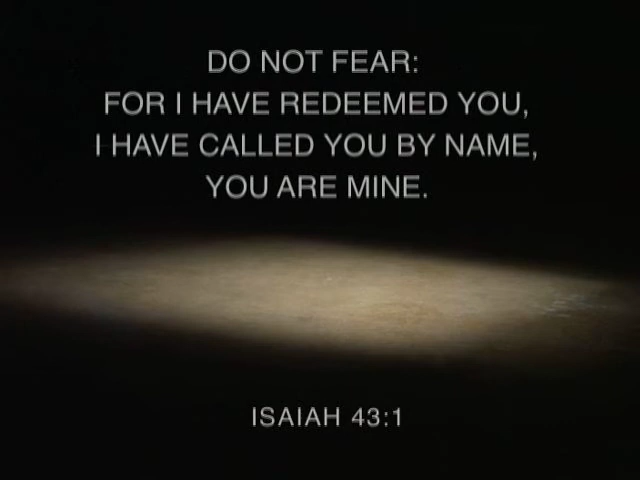 DO NOT FEAR:
FOR I HAVE REDEEMED YOU,
I HAVE CALLED YOU BY NAME,
YOU ARE MINE.
ISAIAH 43:1